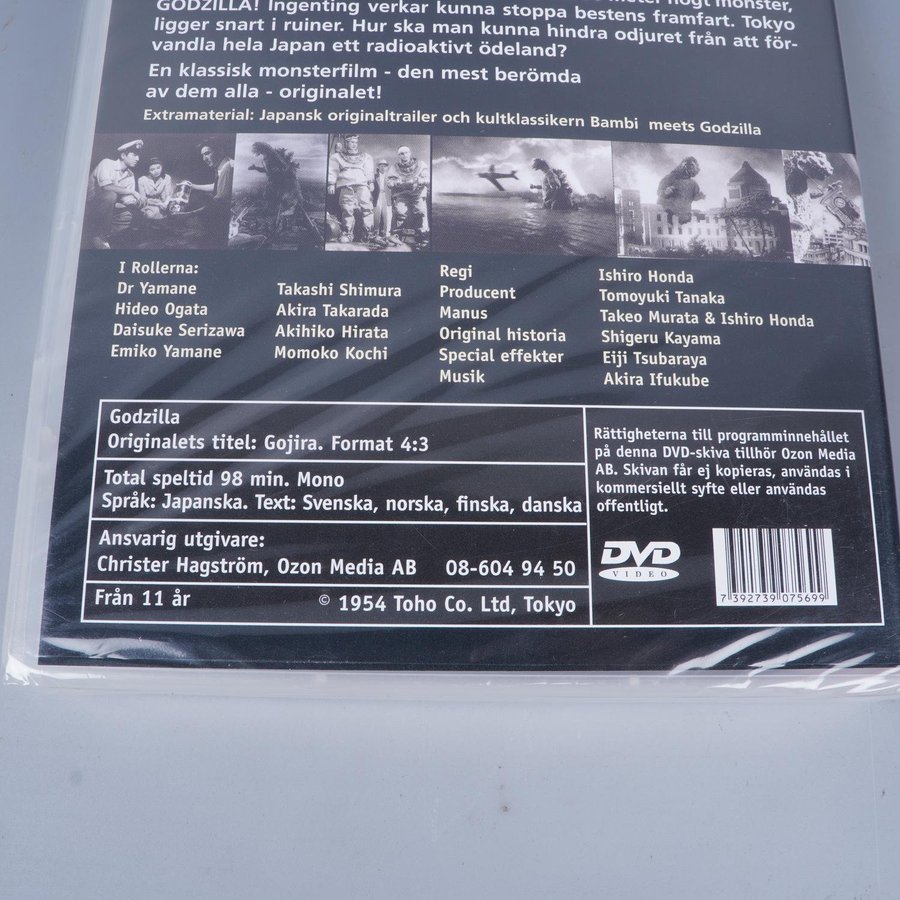 GODZILLA! Ingenting verkar kunna stoppa bestens framfart. Tokyo
ligger snart i ruiner. Hur ska man kunna hindra odjuret från att för-
vandla hela Japan ett radioaktivt ödeland?
En klassisk monsterfilm - den mest berömda
av dem alla - originalet!
Extramaterial: Japansk originaltrailer och kultklassikern Bambi meets Godzilla
I Rollerna:
Dr Yamane Takashi Shimura
Hideo Ogata Akira Takarada
Daisuke Serizawa Akihiko Hirata
Emiko Yamane Momoko Kochi
Regi Ishiro Honda
Producent Tomoyuki Tanaka
Manus Takeo Murata & Ishiro Honda
Original historia Shigeru Kayama
Special effekter Eiji Tsubaraya
Musik Akira Ifukube
Godzilla
Originalets titel: Gojira. Format 4:3
Total speltid 98 min. Mono
Språk: Japanska. Text: Svenska, norska, finska, danska
Ansvarig utgivare:
Christer Hagström, Ozon Media AB 08-604 94 50
Från 11 år © 1954 Toho Co. Ltd, Tokyo
Rättigheterna till programinnehållet
på denna DVD-skiva tillhör Ozon Media
AB. Skivan får ej kopieras, användas i
kommersiellt syfte eller användas
offentligt.
DVD
VIDEO
7 392739 075699